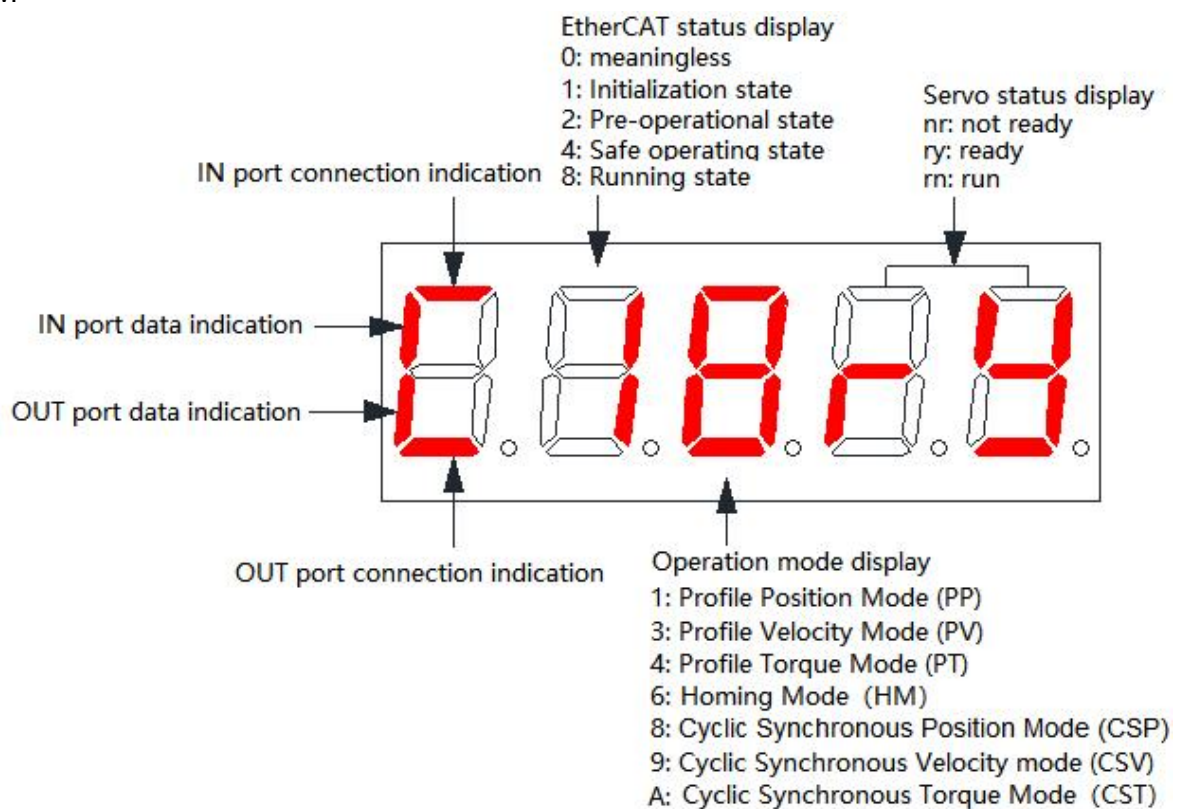 EtherCAT status display
0: meaningless
1: Initialization state
2: Pre-operational state
4: Safe operating state
8: Running state
Servo status display
nr: not ready
ry: ready
rn: run
IN port connection indication
IN port data indication
OUT port data indication
18ry
OUT port connection indication
Operation mode display
1: Profile Position Mode (PP)
3: Profile Velocity Mode (PV)
4: Profile Torque Mode (PT)
6: Homing Mode (HM)
8: Cyclic Synchronous Position Mode (CSP)
9: Cyclic Synchronous Velocity mode (CSV)
A: Cyclic Synchronous Torque Mode (CST)